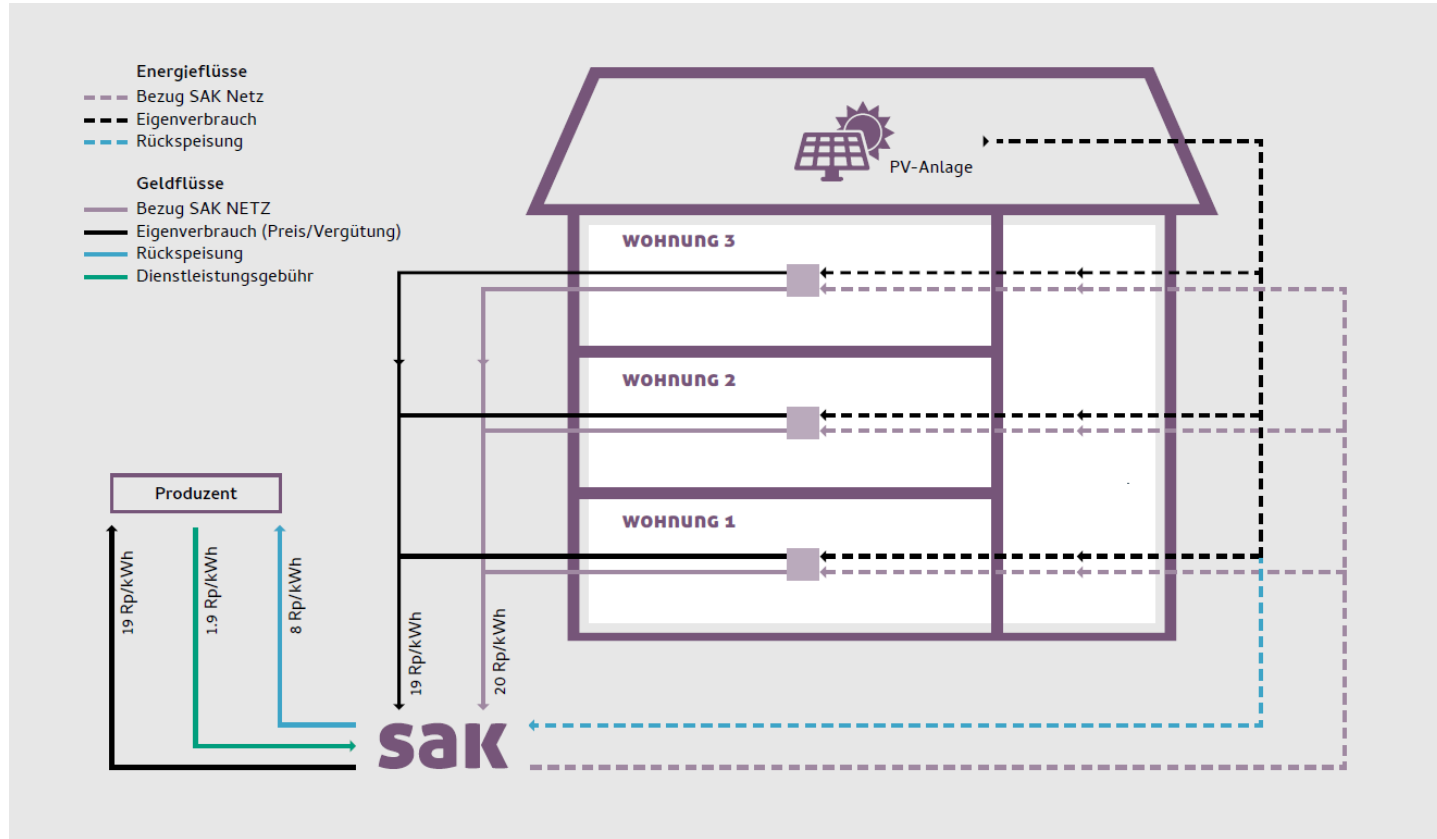 Energieflüsse
Bezug SAK Netz
Eigenverbrauch
Rückspeisung
Geldflüsse
Bezug SAK NETZ
Eigenverbrauch (Preis/Vergütung)
Rückspeisung
Dienstleistungsgebühr
PV-Anlage
WOHNUNG 3
WOHNUNG 2
WOHNUNG 1
Produzent
19 Rp/kWh
1.9 Rp/kWh
8 Rp/kWh
19 Rp/kWh
20 Rp/kWh
sak